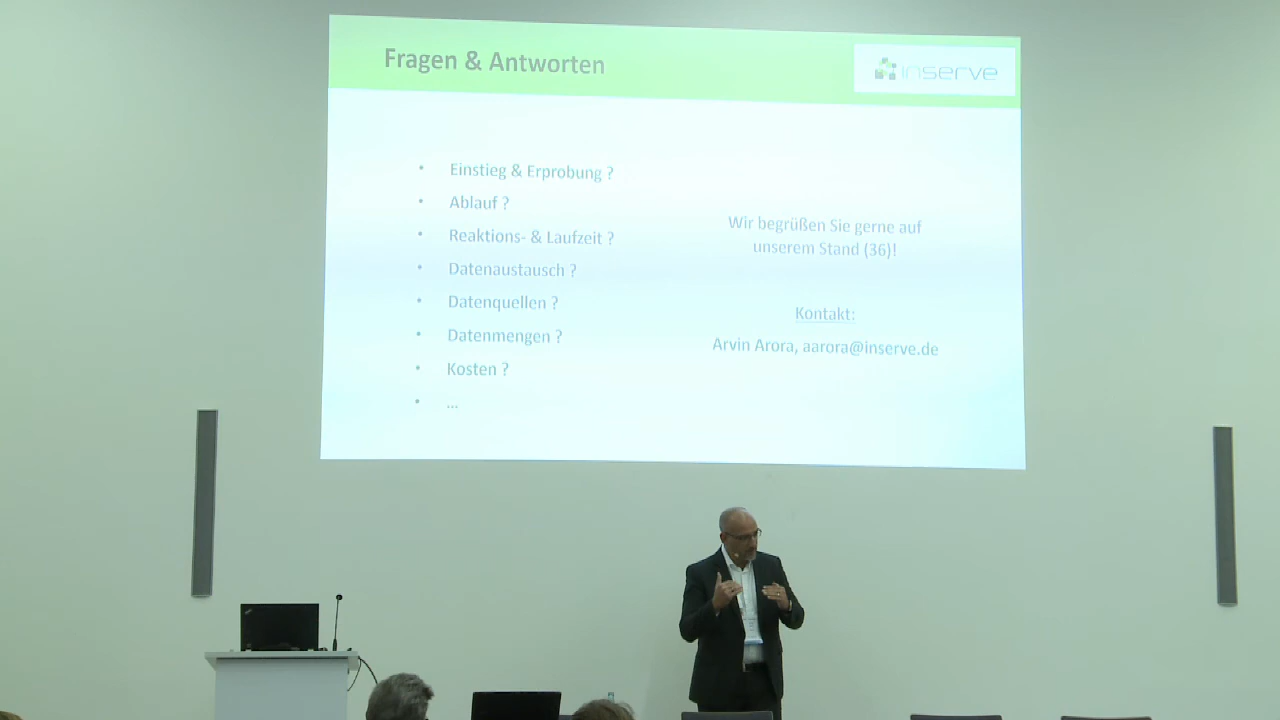 Fragen & Antworten
inserve
• Einstieg & Erprobung ?
• Ablauf ?
• Reaktions- & Laufzeit ?
• Datenaustausch ?
• Datenquellen ?
• Datenmengen ?
• Kosten ?
• ...
Wir begrüßen Sie gerne auf
unserem Stand (36)!
Kontakt:
Arvin Arora, aarora@inserve.de